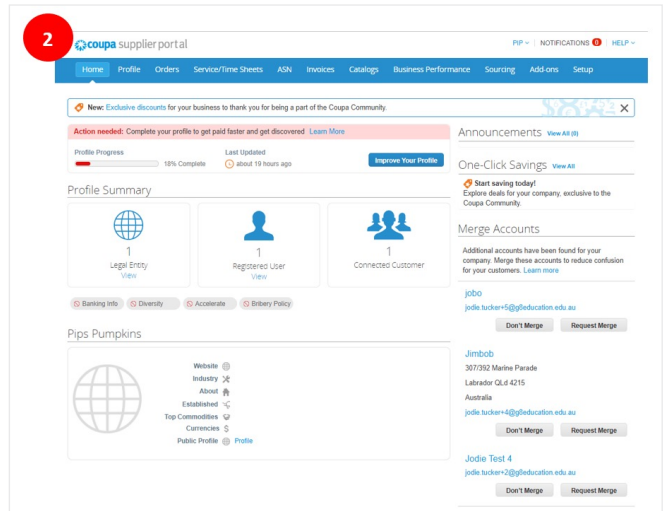 2
coupa supplier portal
PIP NOTIFICATIONS 0 HELP
Home Profile Orders Service/Time Sheets ASN Invoices Catalogs Business Performance Sourcing Add-ons Setup
New: Exclusive discounts for your business to thank you for being a part of the Coupa Community.
Action needed: Complete your profile to get paid faster and get discovered Learn More
Profile Progress
18% Complete
Last Updated
about 19 hours ago
Improve Your Profile
Profile Summary
1
Legal Entity
View
1
Registered User
View
1
Connected Customer
Banking Info Diversity Accelerate Bribery Policy
Pips Pumpkins
Website
Industry
About
Established
Top Commodities
Currencies
Public Profile Profile
Announcements View All (0)
One-Click Savings View All
Start saving today!
Explore deals for your company, exclusive to the
Coupa Community.
Merge Accounts
Additional accounts have been found for your
company. Merge these accounts to reduce confusion
for your customers. Learn more
jobo
jodie.tucker+5@g8education.edu.au
Don't Merge Request Merge
Jimbob
307/392 Marine Parade
Labrador QLd 4215
Australia
jodie.tucker+4@g8education.edu.au
Don't Merge Request Merge
Jodie Test 4
jodie.tucker+2@g8education.edu.au
Don't Merge Request Merge